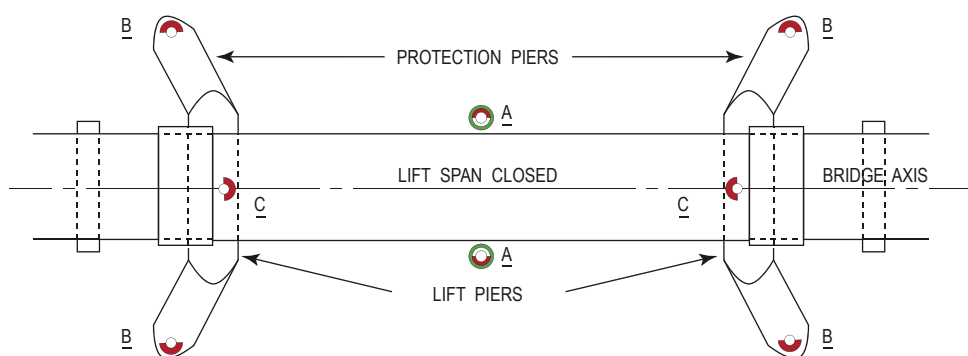 B
B
PROTECTION PIERS
A
LIFT SPAN CLOSED
BRIDGE AXIS
C
C
A
LIFT PIERS
B
B